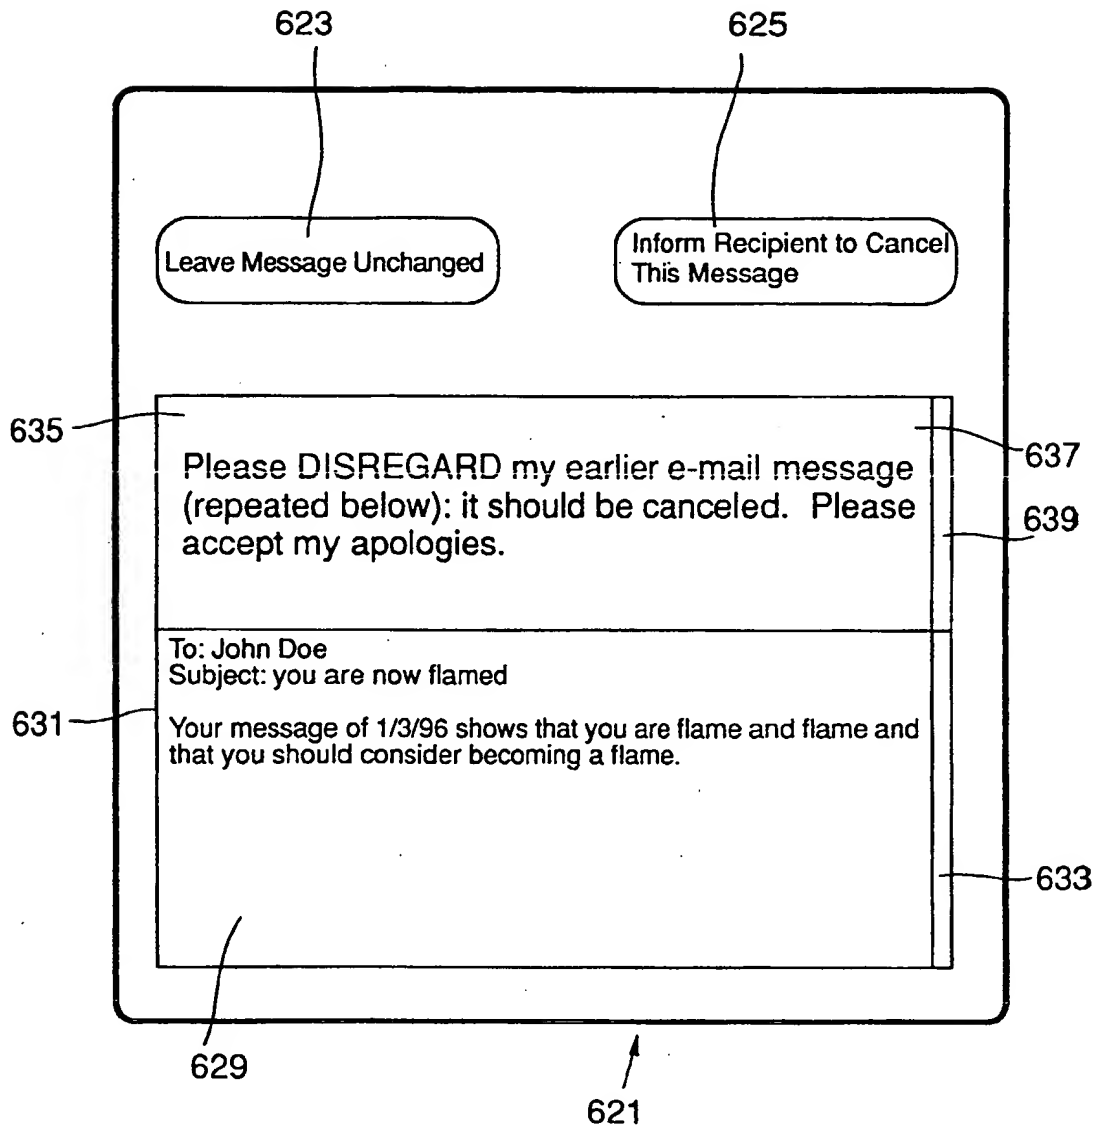 623
625
Leave Message Unchanged
Inform Recipient to Cancel
This Message
635
637
Please DISREGARD my earlier e-mail message
(repeated below): it should be canceled. Please
accept my apologies.
639
To: John Doe
Subject: you are now flamed
631
Your message of 1/3/96 shows that you are flame and flame and
that you should consider becoming a flame.
633
629
621